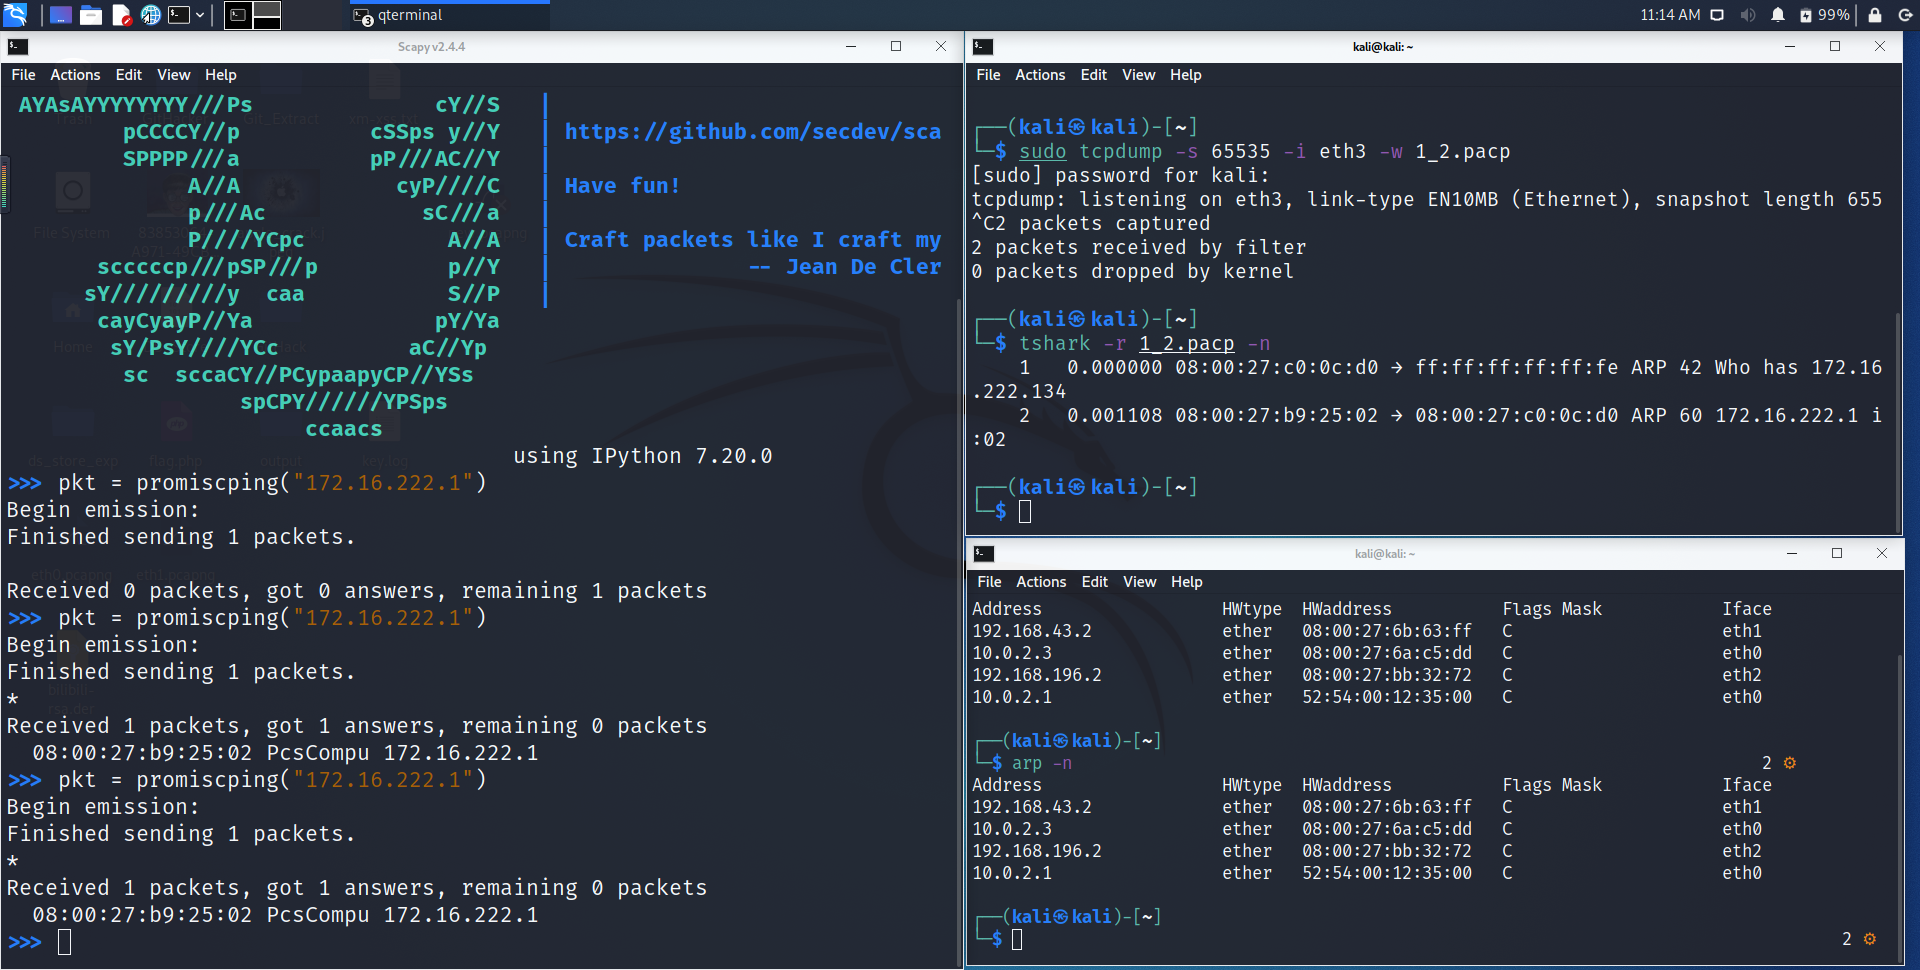 qterminal
3
11:14 AM
99%
Scapy v2.4.4
File Actions Edit View Help
AYAsAYYYYYYYY///Ps                          cY//S
pCCCCY//p                          cSSps y//Y    | https://github.com/secdev/sca
SPPPP///a                          pP///AC//Y    |
A//A                            cyP////C    | Have fun!
p///Ac                            sC///a    |
P////YCpc                           A//A    | Craft packets like I craft my
scccccp///pSP///p                          p//Y    |               -- Jean De Cler
sY/////////y  caa                           S//P    |
cayCyayP//Ya                              pY/Ya
sY/PsY////YCc                          aC//Yp
sc  sccaCY//PCypaapyCP//YSs
spCPY//////YPSps
ccaacs
using IPython 7.20.0
>>> pkt = promiscping("172.16.222.1")
Begin emission:
Finished sending 1 packets.
Received 0 packets, got 0 answers, remaining 1 packets
>>> pkt = promiscping("172.16.222.1")
Begin emission:
Finished sending 1 packets.
*
Received 1 packets, got 1 answers, remaining 0 packets
08:00:27:b9:25:02 PcsCompu 172.16.222.1
>>> pkt = promiscping("172.16.222.1")
Begin emission:
Finished sending 1 packets.
*
Received 1 packets, got 1 answers, remaining 0 packets
08:00:27:b9:25:02 PcsCompu 172.16.222.1
>>>
kali@kali: ~
File Actions Edit View Help
┌──(kali㉿kali)-[~]
└─$ sudo tcpdump -s 65535 -i eth3 -w 1_2.pacp
[sudo] password for kali:
tcpdump: listening on eth3, link-type EN10MB (Ethernet), snapshot length 655
^C2 packets captured
2 packets received by filter
0 packets dropped by kernel
┌──(kali㉿kali)-[~]
└─$ tshark -r 1_2.pacp -n
1   0.000000 08:00:27:c0:0c:d0 → ff:ff:ff:ff:ff:fe ARP 42 Who has 172.16
.222.134
2   0.001108 08:00:27:b9:25:02 → 08:00:27:c0:0c:d0 ARP 60 172.16.222.1 i
:02
┌──(kali㉿kali)-[~]
└─$
kali@kali: ~
File Actions Edit View Help
Address HWtype HWaddress Flags Mask Iface
192.168.43.2 ether 08:00:27:6b:63:ff C eth1
10.0.2.3 ether 08:00:27:6a:c5:dd C eth0
192.168.196.2 ether 08:00:27:bb:32:72 C eth2
10.0.2.1 ether 52:54:00:12:35:00 C eth0
┌──(kali㉿kali)-[~]
└─$ arp -n 2 ⚙
Address HWtype HWaddress Flags Mask Iface
192.168.43.2 ether 08:00:27:6b:63:ff C eth1
10.0.2.3 ether 08:00:27:6a:c5:dd C eth0
192.168.196.2 ether 08:00:27:bb:32:72 C eth2
10.0.2.1 ether 52:54:00:12:35:00 C eth0
┌──(kali㉿kali)-[~]
└─$ 2 ⚙